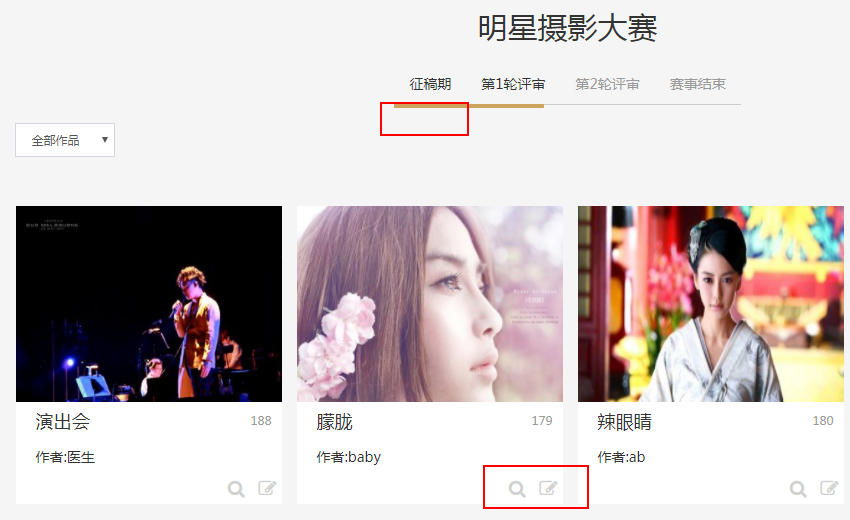 明星摄影大赛
征稿期 第1轮评审 第2轮评审 赛事结束
全部作品
演出会 188
作者:医生
朦胧 179
作者:baby
辣眼睛 180
作者:ab